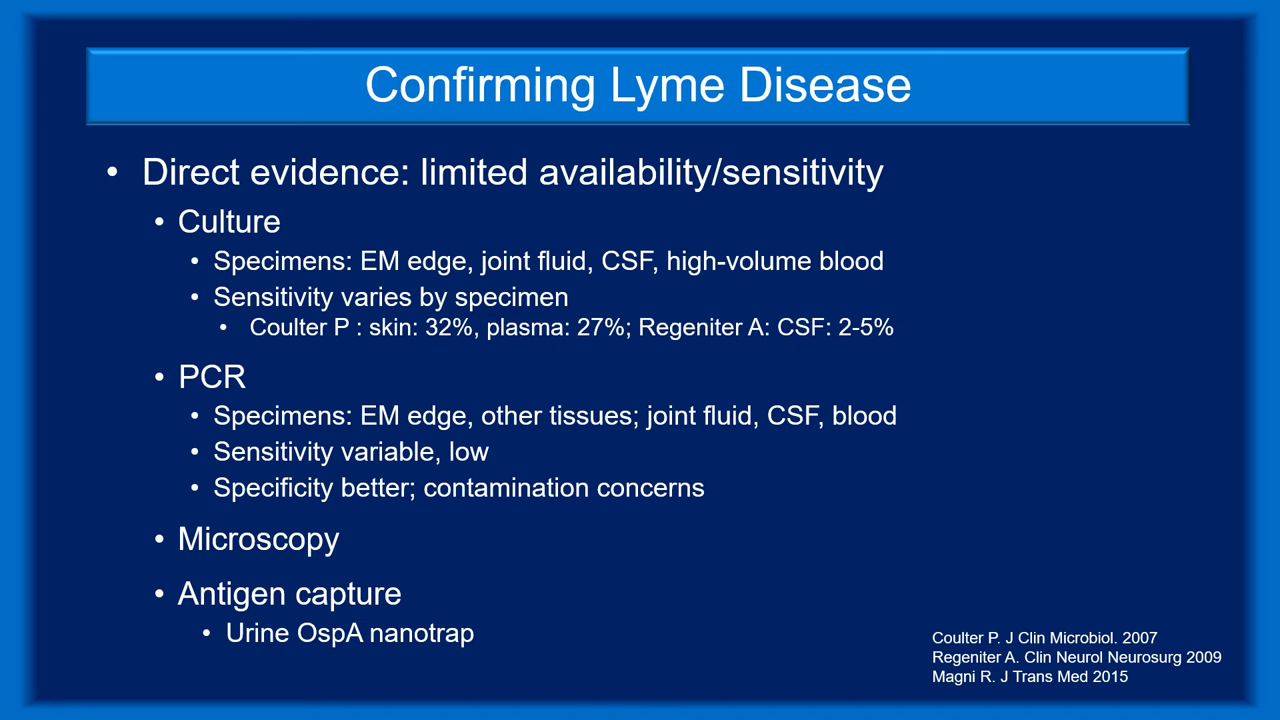 Confirming Lyme Disease
• Direct evidence: limited availability/sensitivity
• Culture
• Specimens: EM edge, joint fluid, CSF, high-volume blood
• Sensitivity varies by specimen
• Coulter P : skin: 32%, plasma: 27%; Regeniter A: CSF: 2-5%
• PCR
• Specimens: EM edge, other tissues; joint fluid, CSF, blood
• Sensitivity variable, low
• Specificity better; contamination concerns
• Microscopy
• Antigen capture
• Urine OspA nanotrap
Coulter P. J Clin Microbiol. 2007
Regeniter A. Clin Neurol Neurosurg 2009
Magni R. J Trans Med 2015